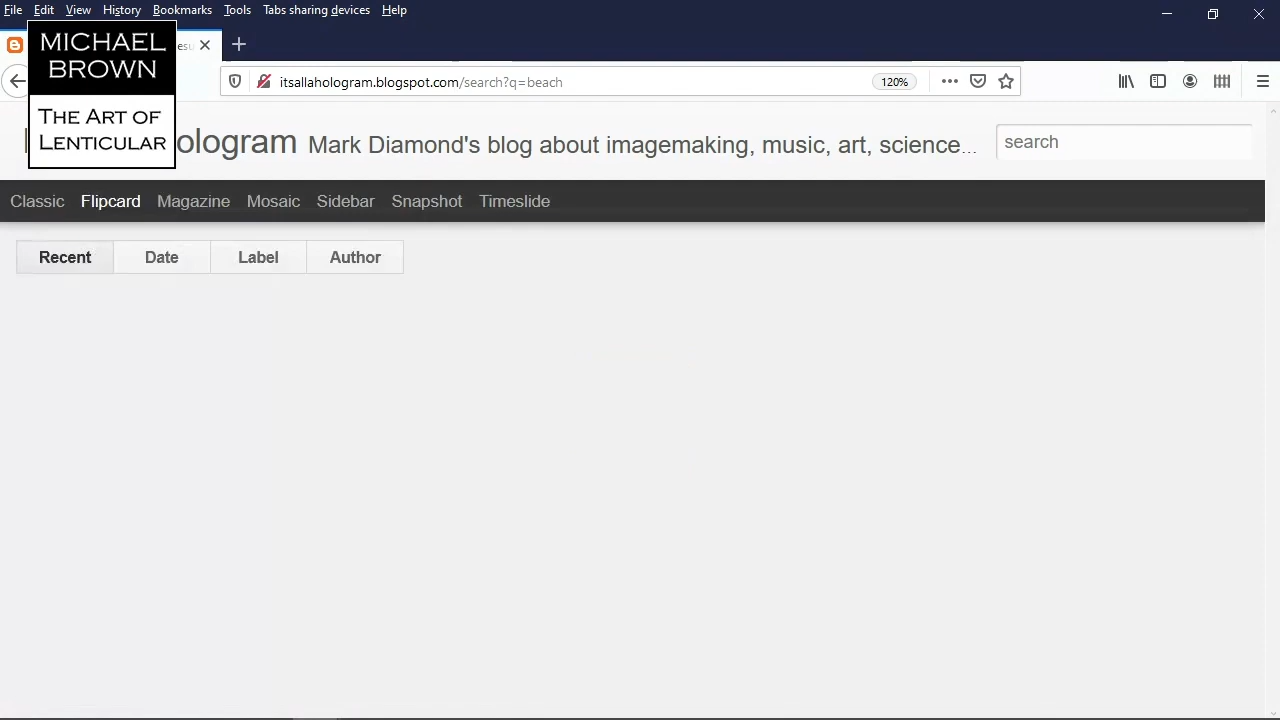 File Edit View History Bookmarks Tools Tabs sharing devices Help
MICHAEL
BROWN
The Art of
Lenticular
esu
itsallahologram.blogspot.com/search?q=beach
120%
ologram Mark Diamond's blog about imagemaking, music, art, science...
search
Classic Flipcard Magazine Mosaic Sidebar Snapshot Timeslide
Recent Date Label Author